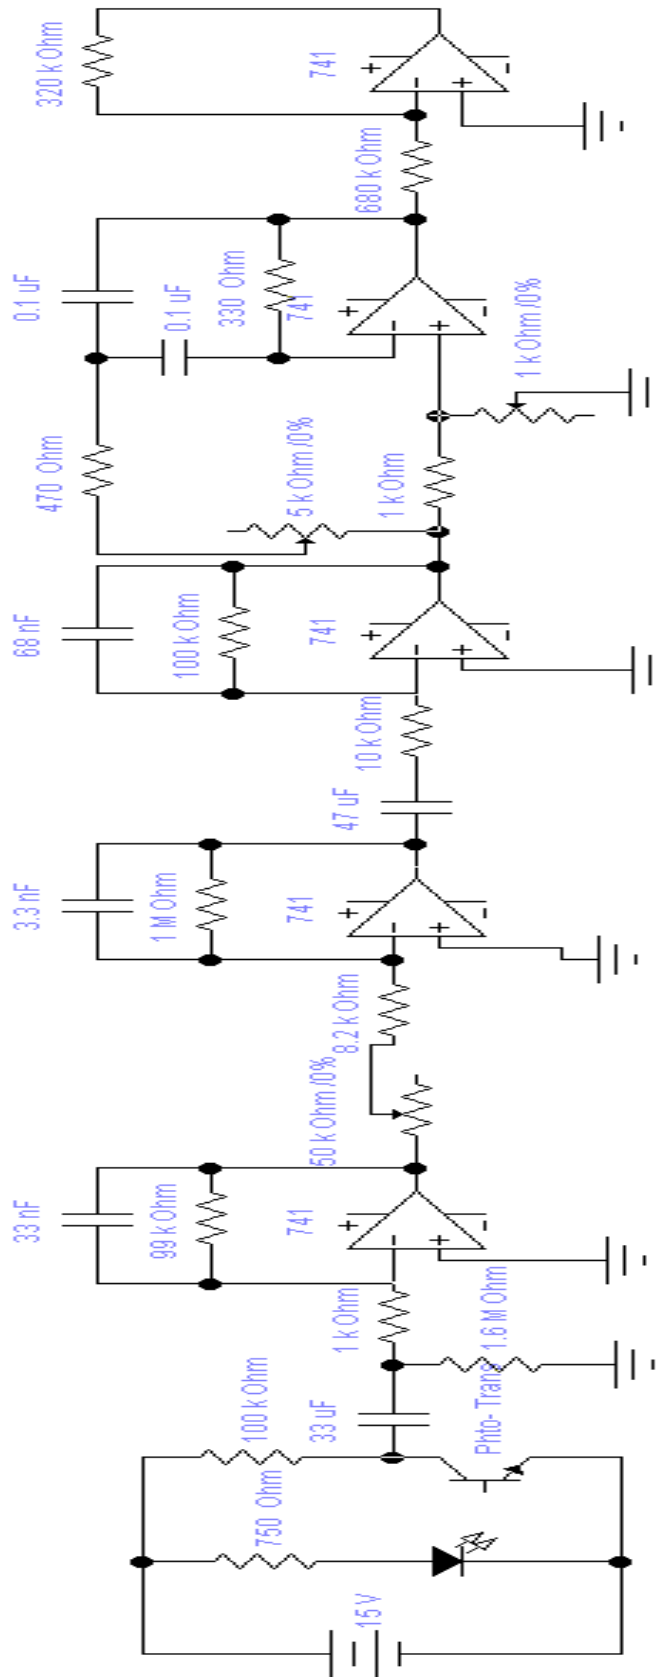 15 V
750 Ohm
100 k Ohm
Phto- Trans
33 uF
1.6 M Ohm
1 k Ohm
33 nF
99 k Ohm
741
50 k Ohm /0%
8.2 k Ohm
3.3 nF
1 M Ohm
741
47 uF
10 k Ohm
68 nF
100 k Ohm
741
470 Ohm
5 k Ohm /0%
1 k Ohm
1 k Ohm /0%
0.1 uF
0.1 uF
330 Ohm
741
680 k Ohm
320 k Ohm
741